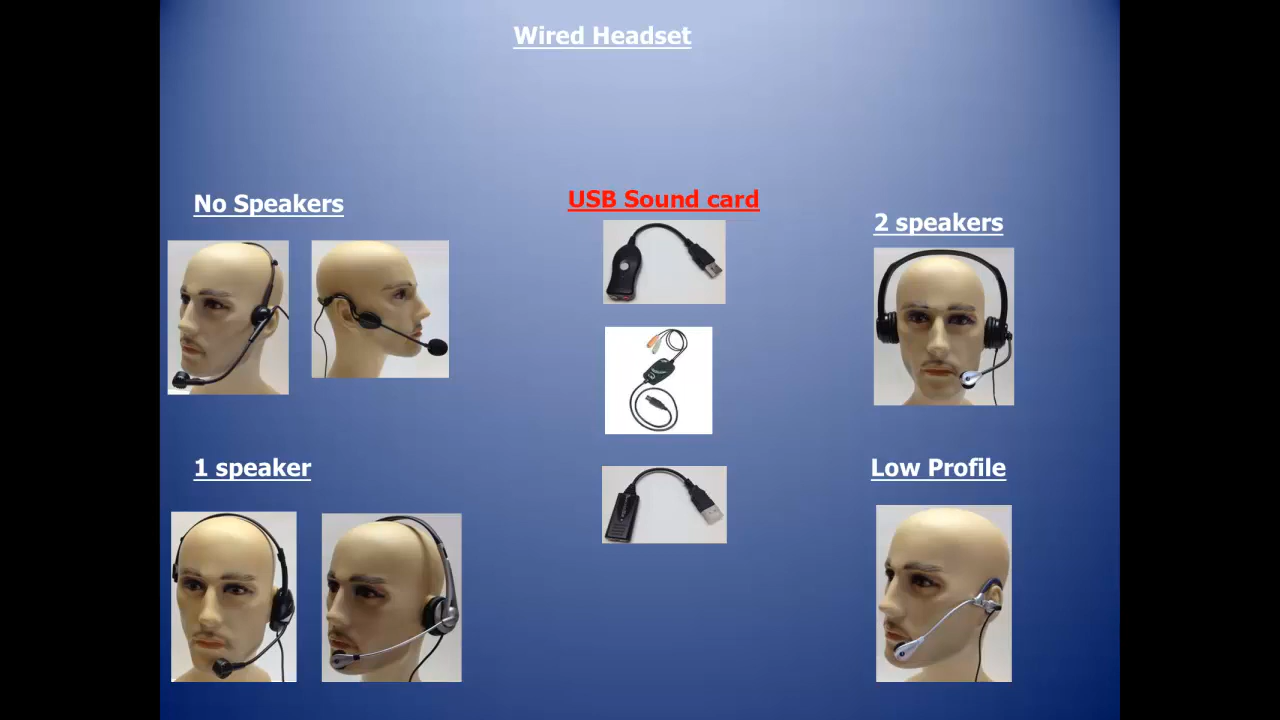 Wired Headset
No Speakers
USB Sound card
2 speakers
1 speaker
Low Profile